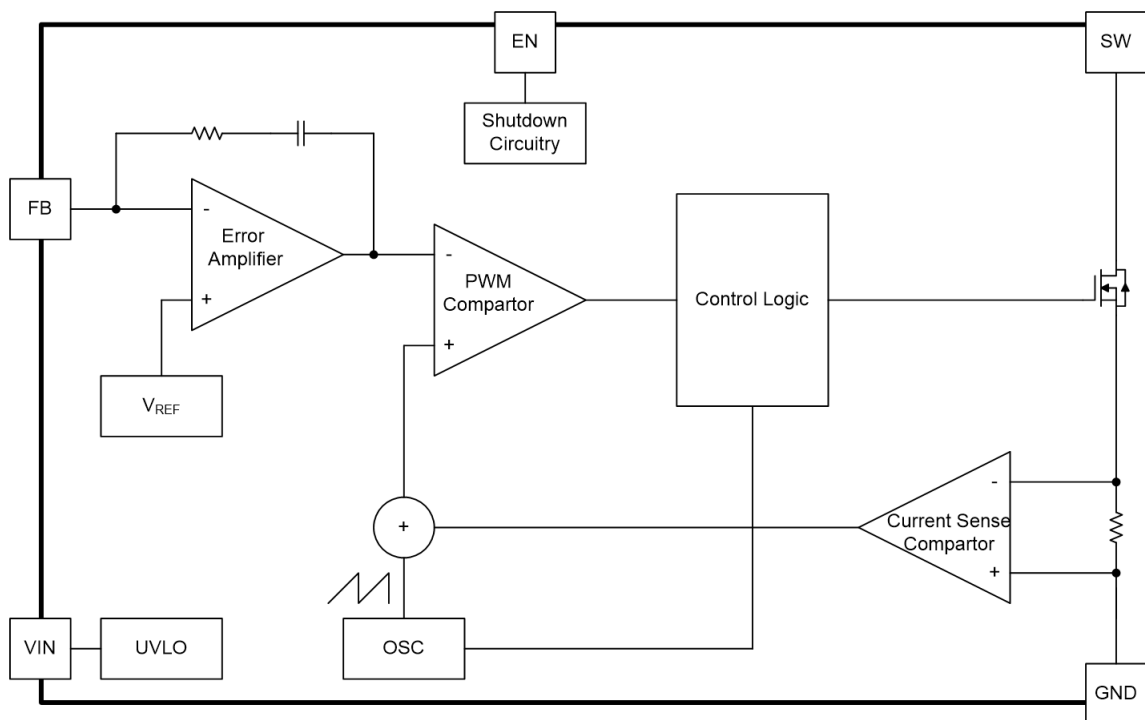 EN
SW
Shutdown
Circuitry
FB
-
Error
Amplifier
+
-
PWM
Compartor
+
Control Logic
VREF
-
Current Sense
Compartor
+
+
VIN
UVLO
OSC
GND